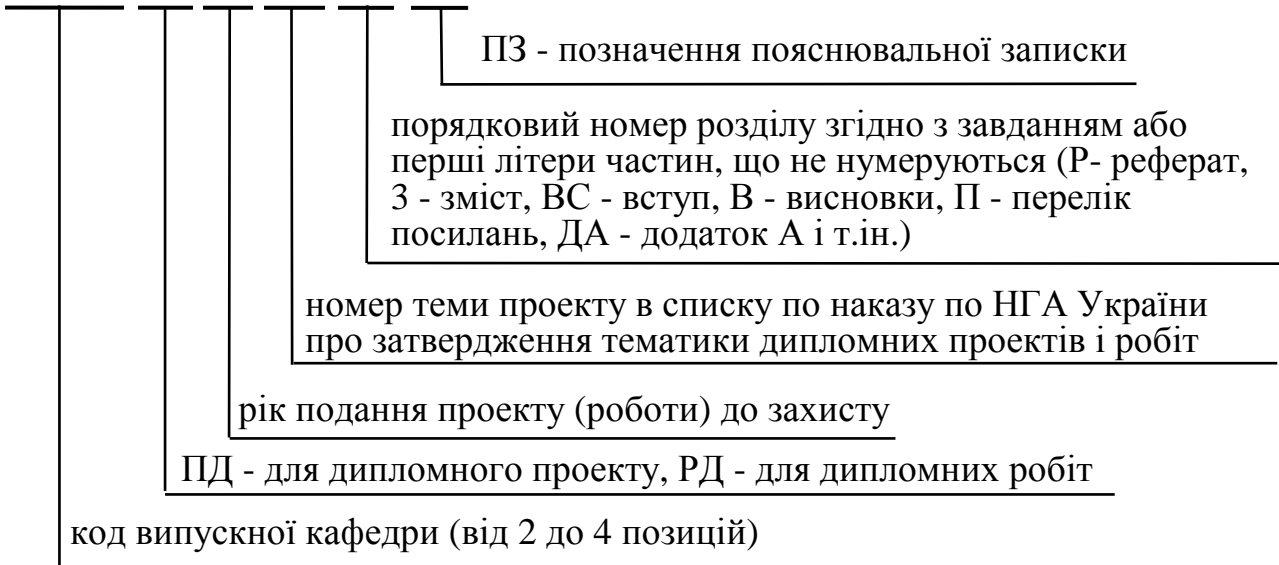 ПЗ - позначення пояснювальної записки
порядковий номер розділу згідно з завданням або
перші літери частин, що не нумеруються (Р- реферат,
З - зміст, ВС - вступ, В - висновки, П - перелік
посилань, ДА - додаток А і т.ін.)
номер теми проекту в списку по наказу по НГА України
про затвердження тематики дипломних проектів і робіт
рік подання проекту (роботи) до захисту
ПД - для дипломного проекту, РД - для дипломних робіт
код випускної кафедри (від 2 до 4 позицій)